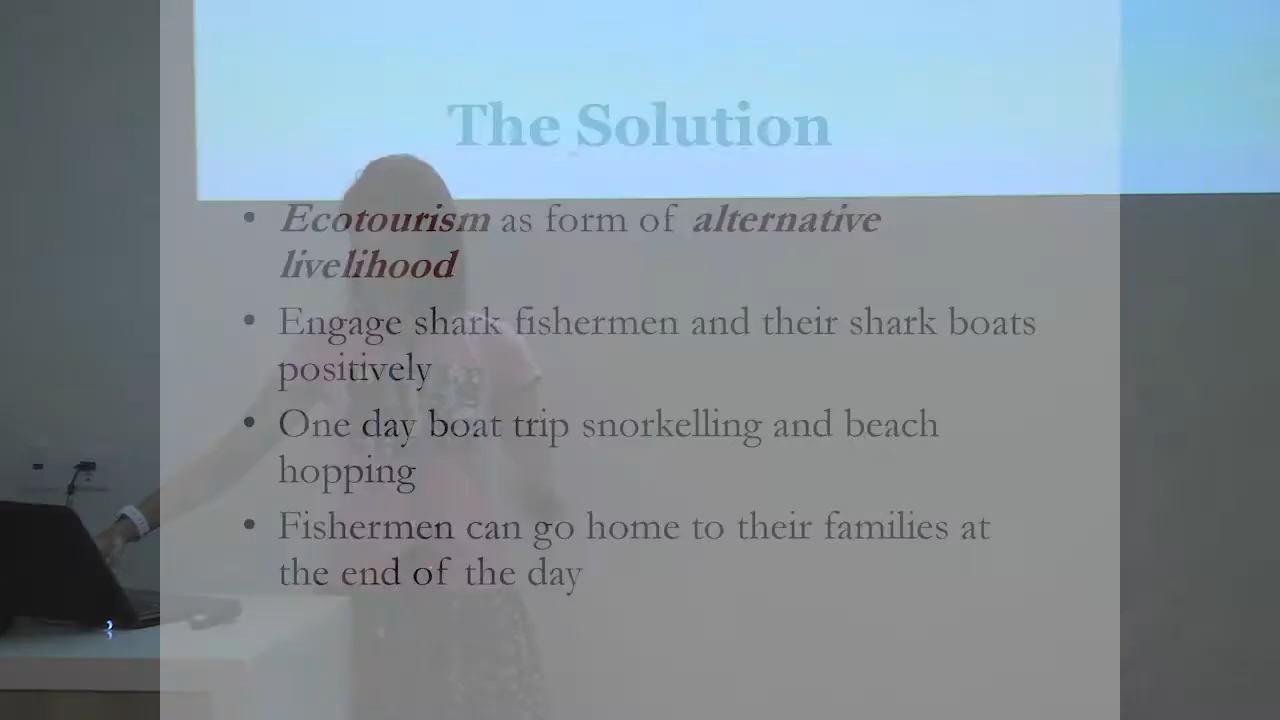 The Solution
• Ecotourism as form of alternative
livelihood
• Engage shark fishermen and their shark boats
positively
• One day boat trip snorkelling and beach
hopping
• Fishermen can go home to their families at
the end of the day